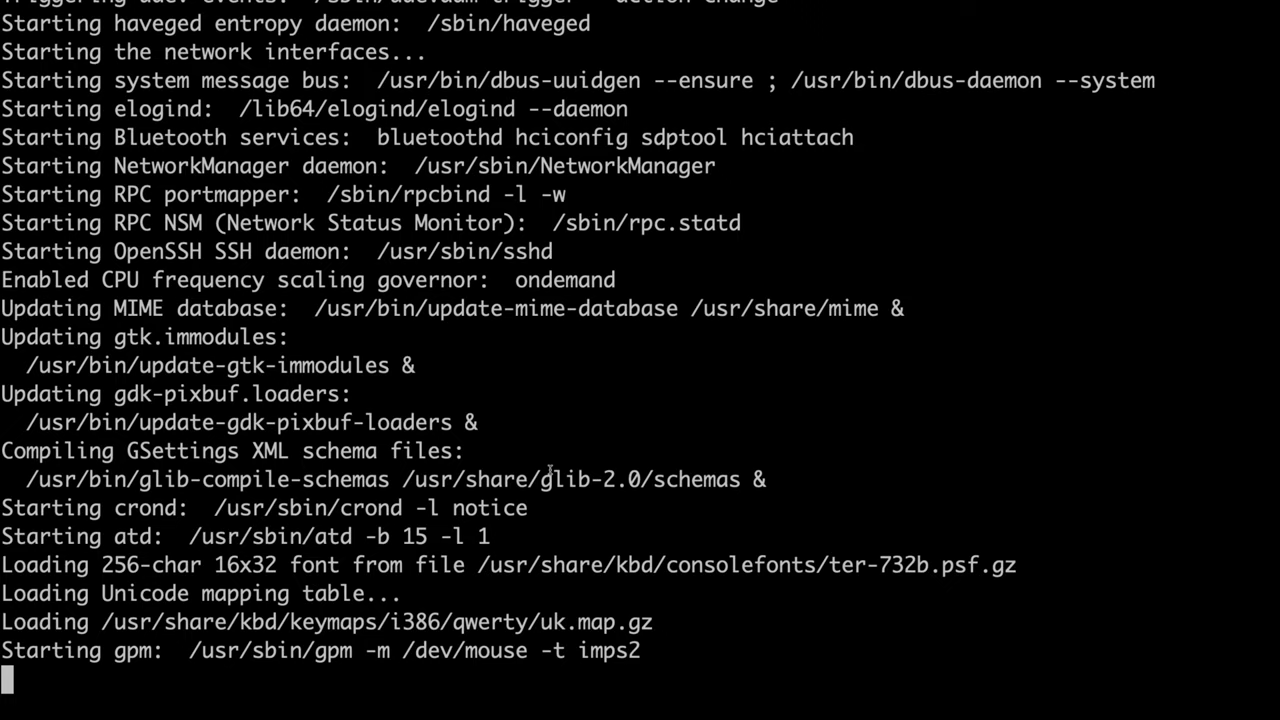 Starting haveged entropy daemon:  /sbin/haveged
Starting the network interfaces...
Starting system message bus:  /usr/bin/dbus-uuidgen --ensure ; /usr/bin/dbus-daemon --system
Starting elogind:  /lib64/elogind/elogind --daemon
Starting Bluetooth services:  bluetoothd hciconfig sdptool hciattach
Starting NetworkManager daemon:  /usr/sbin/NetworkManager
Starting RPC portmapper:  /sbin/rpcbind -l -w
Starting RPC NSM (Network Status Monitor):  /sbin/rpc.statd
Starting OpenSSH SSH daemon:  /usr/sbin/sshd
Enabled CPU frequency scaling governor:  ondemand
Updating MIME database:  /usr/bin/update-mime-database /usr/share/mime &
Updating gtk.immodules:
  /usr/bin/update-gtk-immodules &
Updating gdk-pixbuf.loaders:
  /usr/bin/update-gdk-pixbuf-loaders &
Compiling GSettings XML schema files:
  /usr/bin/glib-compile-schemas /usr/share/glib-2.0/schemas &
Starting crond:  /usr/sbin/crond -l notice
Starting atd:  /usr/sbin/atd -b 15 -l 1
Loading 256-char 16x32 font from file /usr/share/kbd/consolefonts/ter-732b.psf.gz
Loading Unicode mapping table...
Loading /usr/share/kbd/keymaps/i386/qwerty/uk.map.gz
Starting gpm:  /usr/sbin/gpm -m /dev/mouse -t imps2